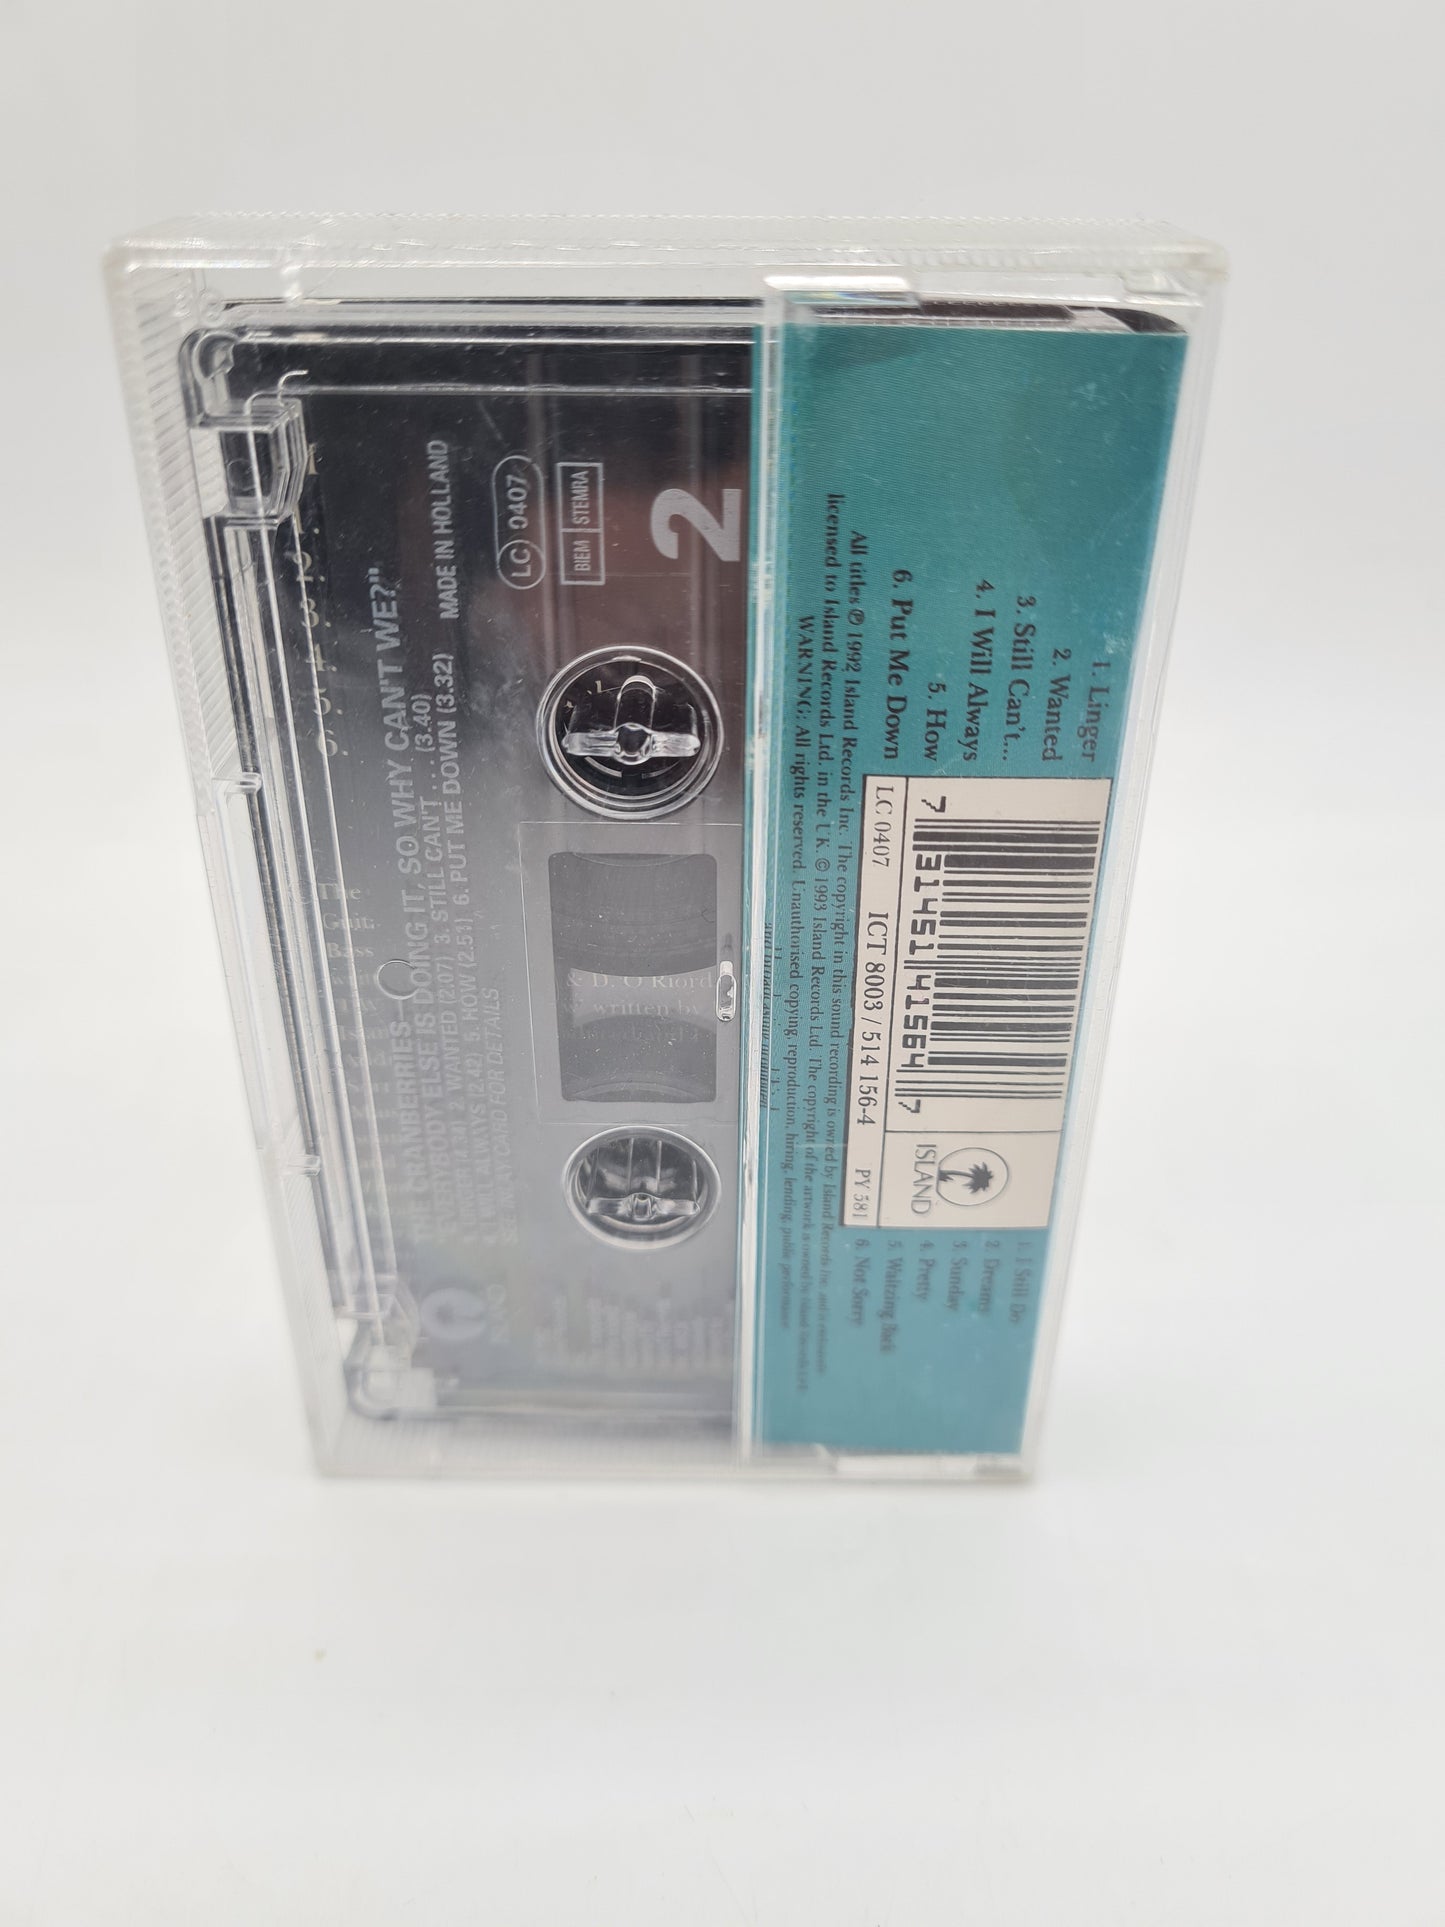 THE CRANBERRIES
"EVERYBODY ELSE IS DOING IT, SO WHY CAN'T WE?"
1. LINGER (4.34) 2. WANTED (2.07) 3. STILL CAN'T... (3.40)
4. I WILL ALWAYS (2.42) 5. HOW (2.51) 6. PUT ME DOWN (3.32) MADE IN HOLLAND
SEE INLAY CARD FOR DETAILS
LC 0407
BIEM STEMRA
2
The
Guit
Bass
& D. O'Riord
written by
1. Linger
2. Wanted
3. Still Can't...
4. I Will Always
5. How
6. Put Me Down
7 31451 41564 7
LC 0407 ICT 8003 / 514 156-4 PY 581
ISLAND
1. I Still Do
2. Dreams
3. Sunday
4. Pretty
5. Waltzing Back
6. Not Sorry
All titles ℗ 1992 Island Records Inc. The copyright in this sound recording is owned by Island Records Inc. and is
licensed to Island Records Ltd. in the UK. © 1993 Island Records Ltd. The copyright of the artwork is owned by Island Records Ltd.
WARNING: All rights reserved. Unauthorised copying, reproduction, hiring, lending, public performance
and broadcasting prohibited